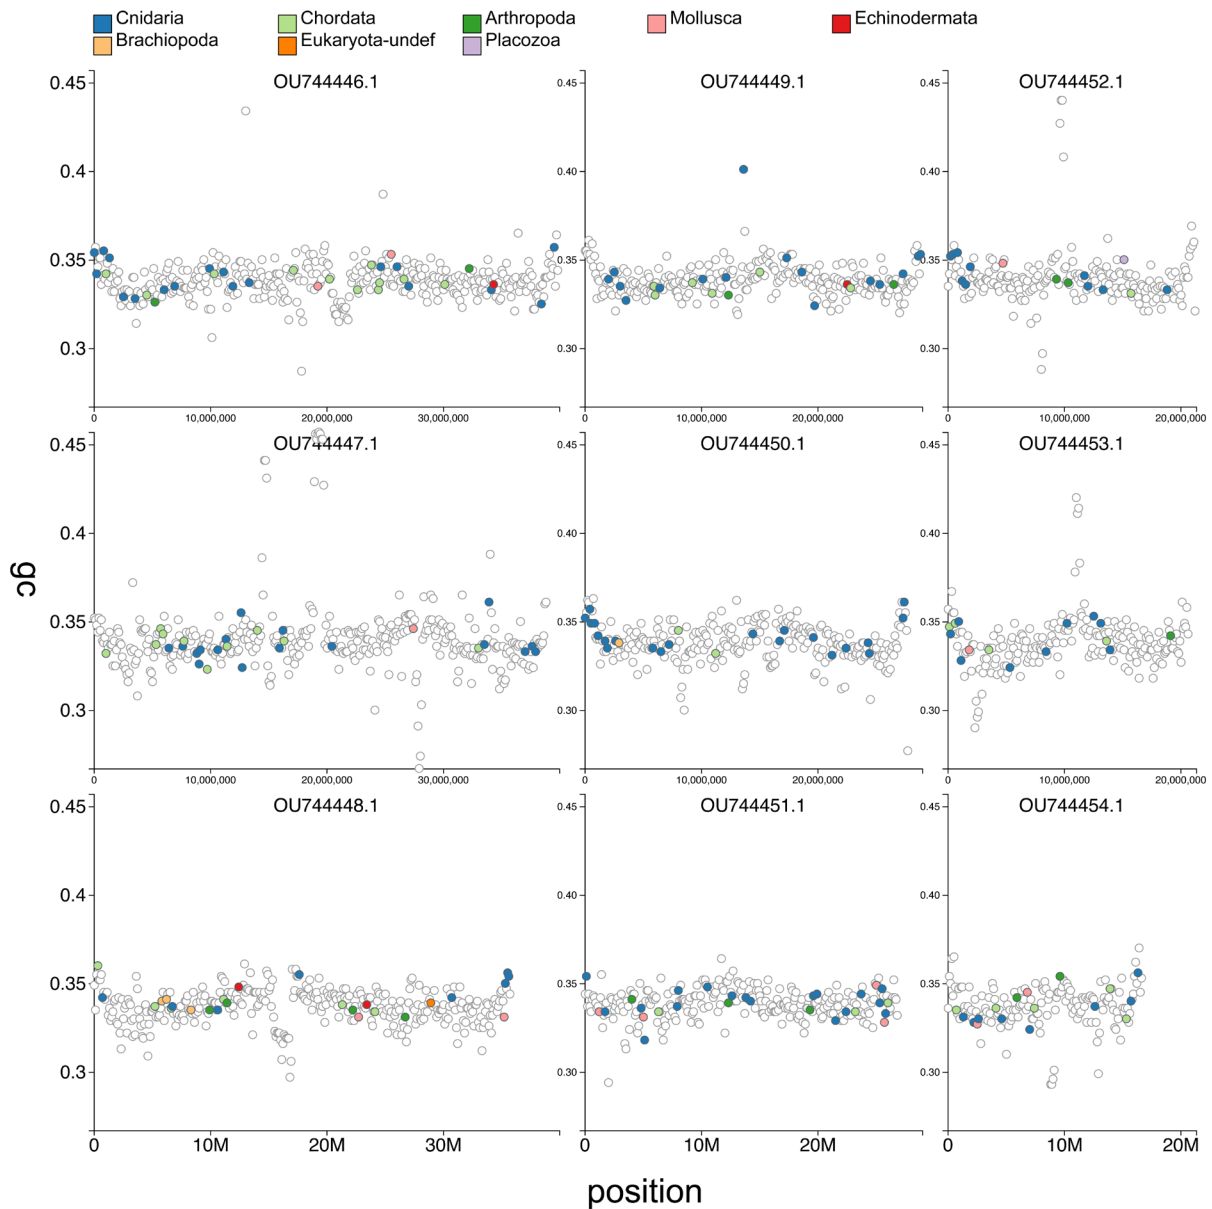 Cnidaria Chordata Arthropoda Mollusca Echinodermata
Brachiopoda Eukaryota-undef Placozoa
OU744446.1 OU744449.1 OU744452.1
0.45 0.45 0.45
0.4 0.40 0.40
0.35 0.35 0.35
0.3 0.30 0.30
0 10,000,000 20,000,000 30,000,000 0 10,000,000 20,000,000 0 10,000,000 20,000,000
OU744447.1 OU744450.1 OU744453.1
0.45 0.45 0.45
0.4 0.40 0.40
gc
0.35 0.35 0.35
0.3 0.30 0.30
0 10,000,000 20,000,000 30,000,000 0 10,000,000 20,000,000 0 10,000,000 20,000,000
OU744448.1 OU744451.1 OU744454.1
0.45 0.45 0.45
0.4 0.40 0.40
0.35 0.35 0.35
0.3 0.30 0.30
0 10M 20M 30M 0 10M 20M 0 10M 20M
position